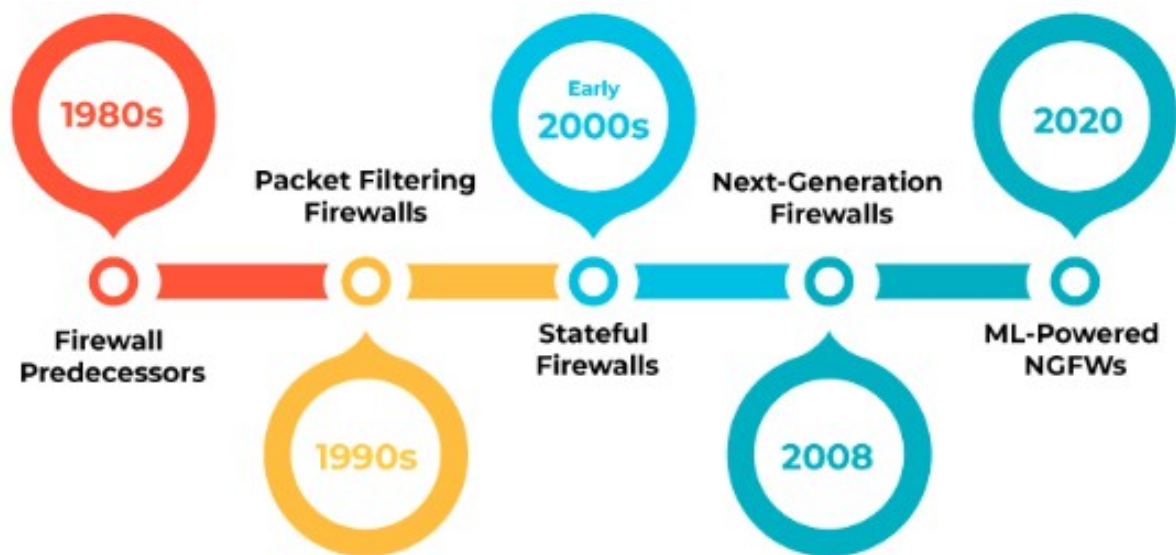 1980s
Firewall
Predecessors
Packet Filtering
Firewalls
1990s
Early
2000s
Stateful
Firewalls
Next-Generation
Firewalls
2008
2020
ML-Powered
NGFWs